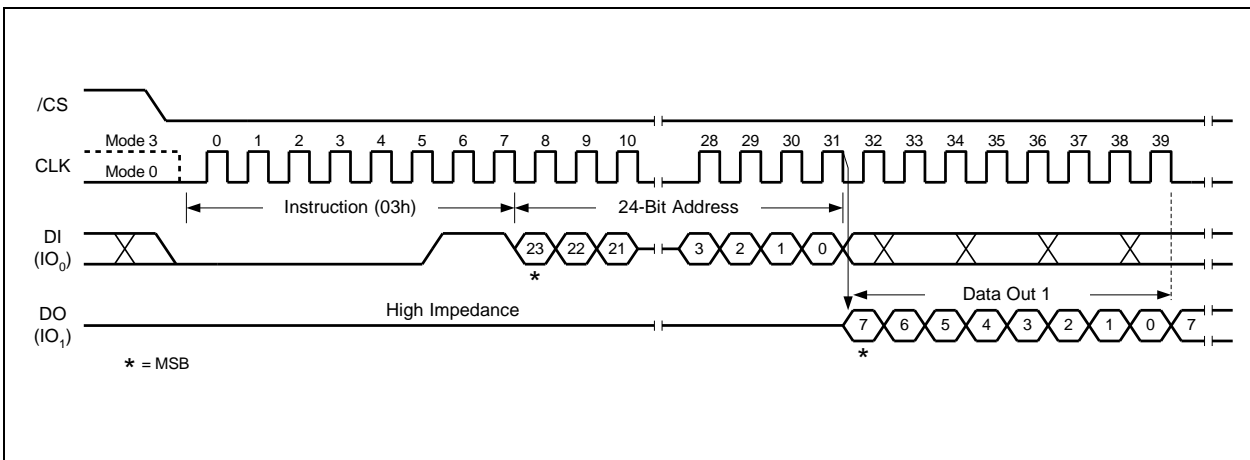 /CS
Mode 3
CLK
Mode 0
0 1 2 3 4 5 6 7 8 9 10 28 29 30 31 32 33 34 35 36 37 38 39
Instruction (03h)
24-Bit Address
DI
(IO0)
23 22 21 3 2 1 0
*
Data Out 1
DO
(IO1)
High Impedance
7 6 5 4 3 2 1 0 7
*
* = MSB